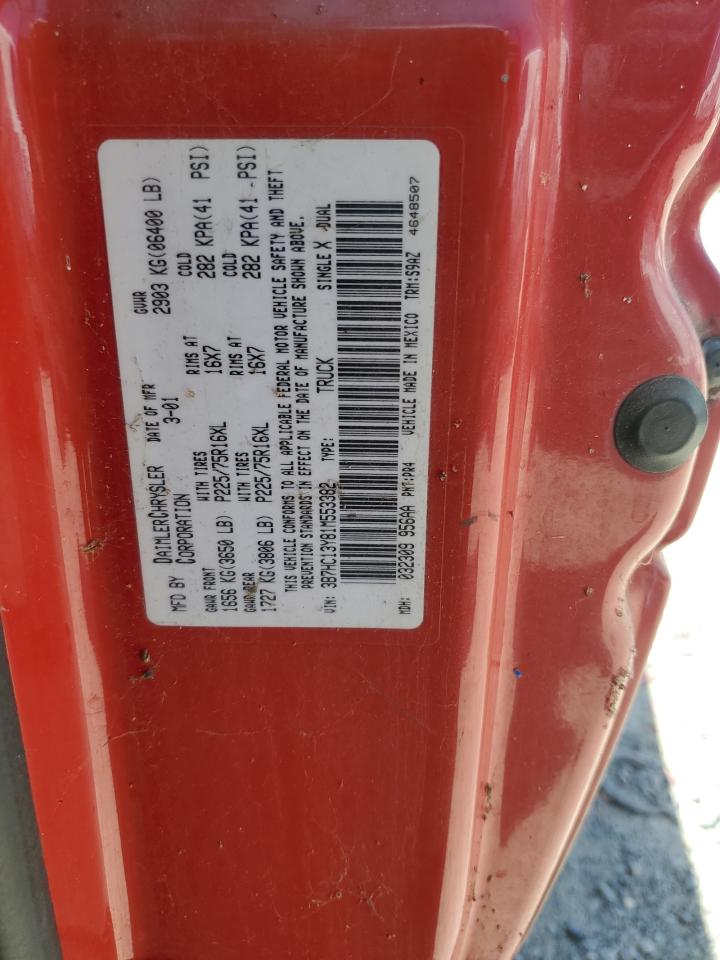 MFD BY DAIMLERCHRYSLER CORPORATION
DATE OF MFR 3-01
GVWR 2903 KG(06400 LB)
GAWR FRONT 1656 KG(3650 LB)
WITH TIRES P225/75R16XL
RIMS AT 16X7
COLD 282 KPA(41 PSI)
GAWR REAR 1727 KG(3806 LB)
WITH TIRES P225/75R16XL
RIMS AT 16X7
COLD 282 KPA(41 PSI)
THIS VEHICLE CONFORMS TO ALL APPLICABLE FEDERAL MOTOR VEHICLE SAFETY AND THEFT
PREVENTION STANDARDS IN EFFECT ON THE DATE OF MANUFACTURE SHOWN ABOVE.
VIN: 3B7HC13Y81M553382 TYPE: TRUCK SINGLE X DUAL
MDH: 032309 956AA PNT:PR4 VEHICLE MADE IN MEXICO TRM:S9AZ 4648507